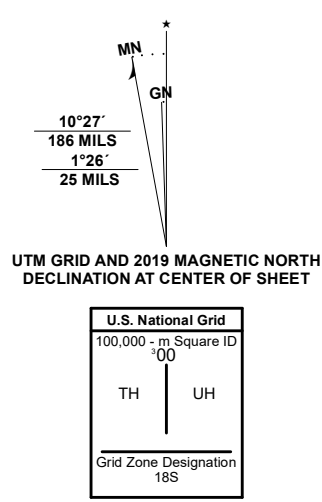 ★
MN
GN
10°27´
186 MILS
1°26´
25 MILS
UTM GRID AND 2019 MAGNETIC NORTH
DECLINATION AT CENTER OF SHEET
U.S. National Grid
100,000 - m Square ID
³00
TH UH
Grid Zone Designation
18S